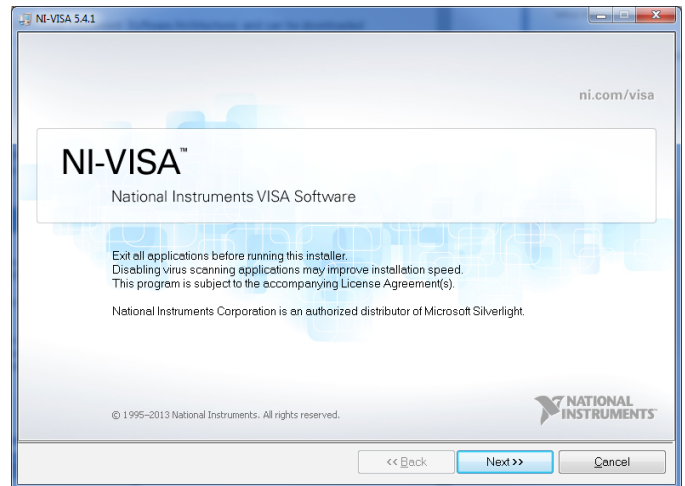 NI-VISA 5.4.1
ni.com/visa
NI-VISA™
National Instruments VISA Software
Exit all applications before running this installer.
Disabling virus scanning applications may improve installation speed.
This program is subject to the accompanying License Agreement(s).
National Instruments Corporation is an authorized distributor of Microsoft Silverlight.
© 1995–2013 National Instruments. All rights reserved.
NATIONAL
INSTRUMENTS™
<< Back
Next >>
Cancel